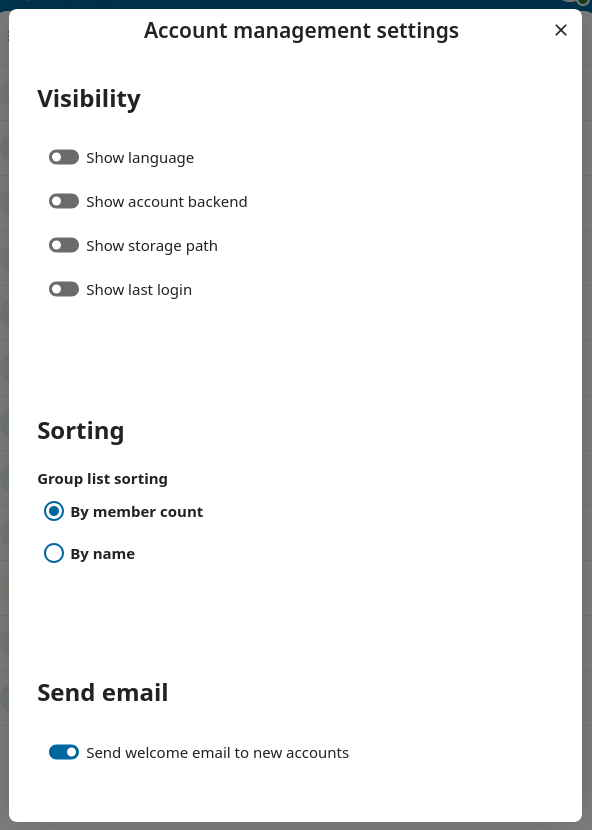 Account management settings
Visibility
Show language
Show account backend
Show storage path
Show last login
Sorting
Group list sorting
By member count
By name
Send email
Send welcome email to new accounts